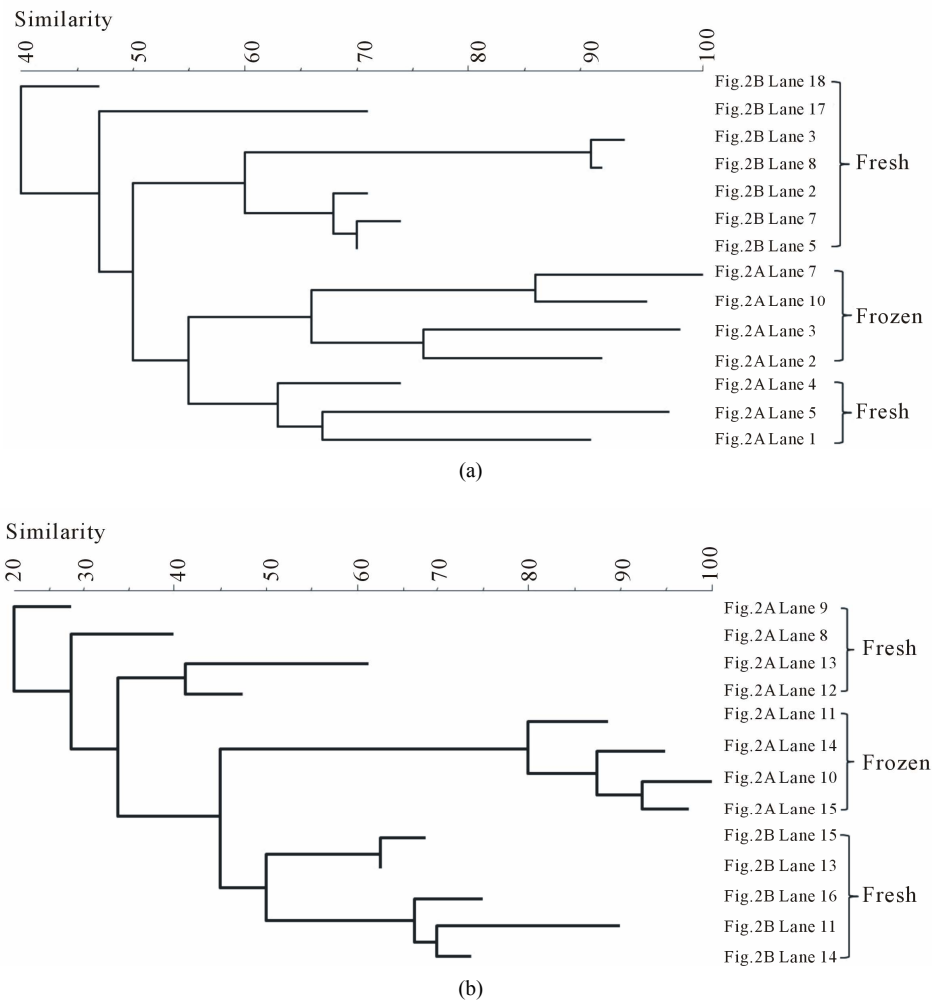 Similarity
40 50 60 70 80 90 100
Fig.2B Lane 18
Fig.2B Lane 17
Fig.2B Lane 3
Fig.2B Lane 8
Fig.2B Lane 2
Fig.2B Lane 7
Fig.2B Lane 5
Fresh
Fig.2A Lane 7
Fig.2A Lane 10
Fig.2A Lane 3
Fig.2A Lane 2
Frozen
Fig.2A Lane 4
Fig.2A Lane 5
Fig.2A Lane 1
Fresh
(a)
Similarity
20 30 40 50 60 70 80 90 100
Fig.2A Lane 9
Fig.2A Lane 8
Fig.2A Lane 13
Fig.2A Lane 12
Fresh
Fig.2A Lane 11
Fig.2A Lane 14
Fig.2A Lane 10
Fig.2A Lane 15
Frozen
Fig.2B Lane 15
Fig.2B Lane 13
Fig.2B Lane 16
Fig.2B Lane 11
Fig.2B Lane 14
Fresh
(b)